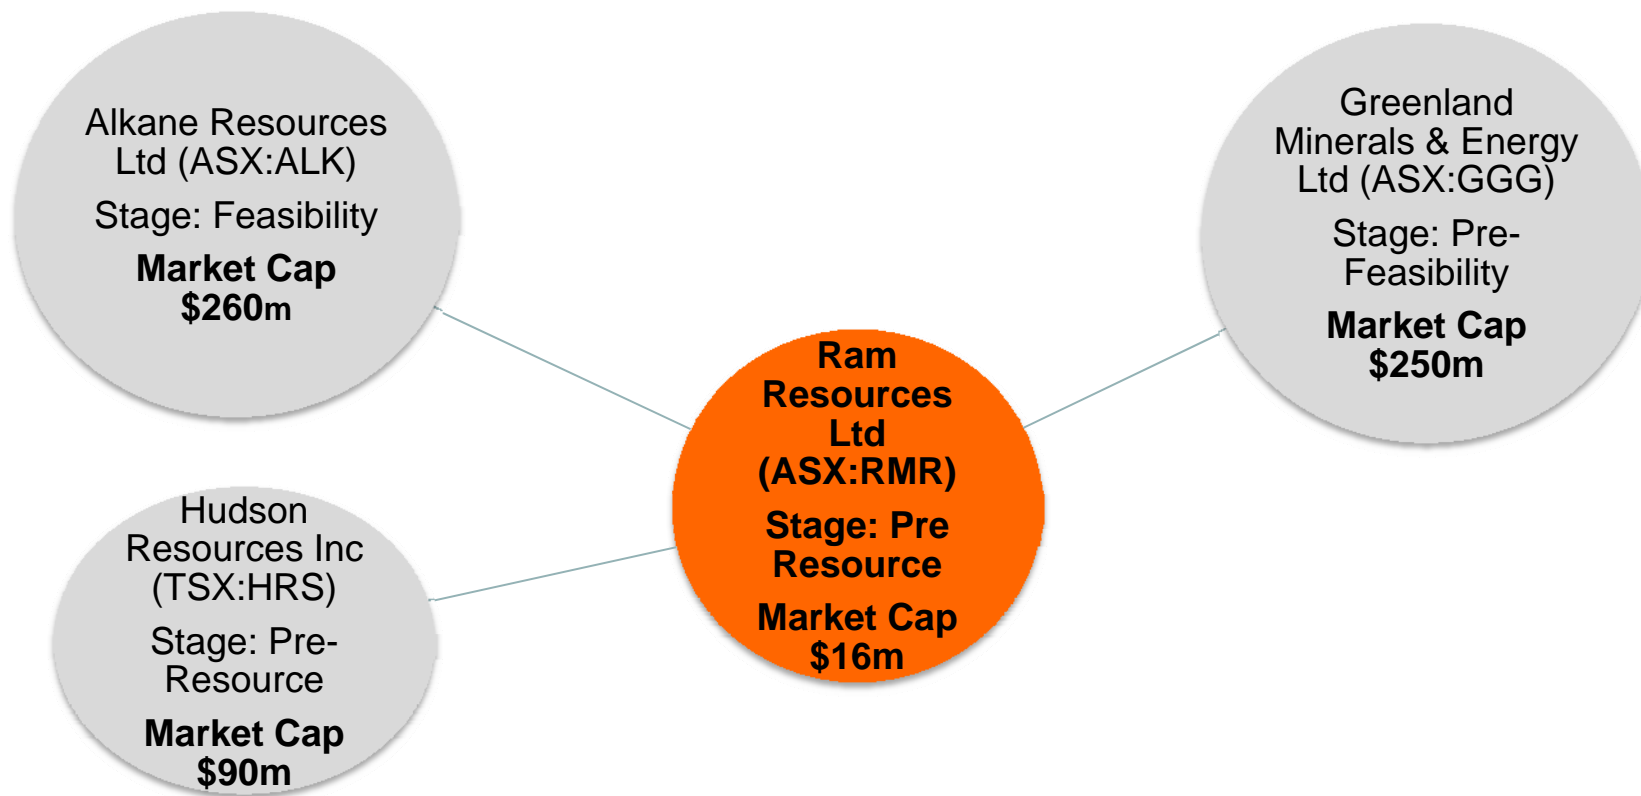 Alkane Resources
Ltd (ASX:ALK)
Stage: Feasibility
Market Cap
$260m
Greenland
Minerals & Energy
Ltd (ASX:GGG)
Stage: Pre-
Feasibility
Market Cap
$250m
Ram
Resources
Ltd
(ASX:RMR)
Stage: Pre
Resource
Market Cap
$16m
Hudson
Resources Inc
(TSX:HRS)
Stage: Pre-
Resource
Market Cap
$90m